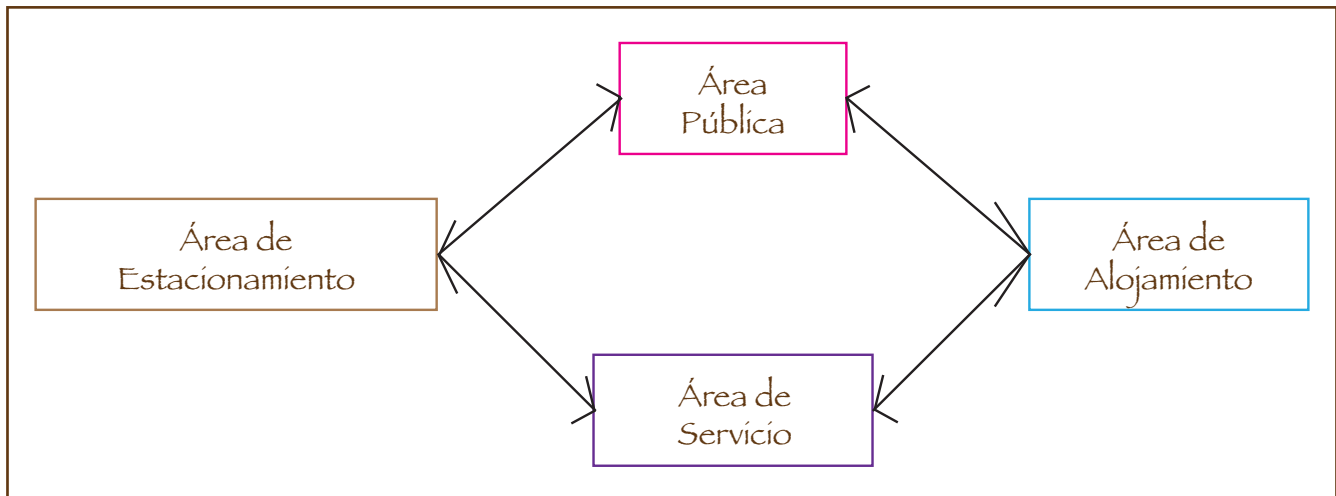 Área
Pública
Área de
Estacionamiento
Área de
Alojamiento
Área de
Servicio